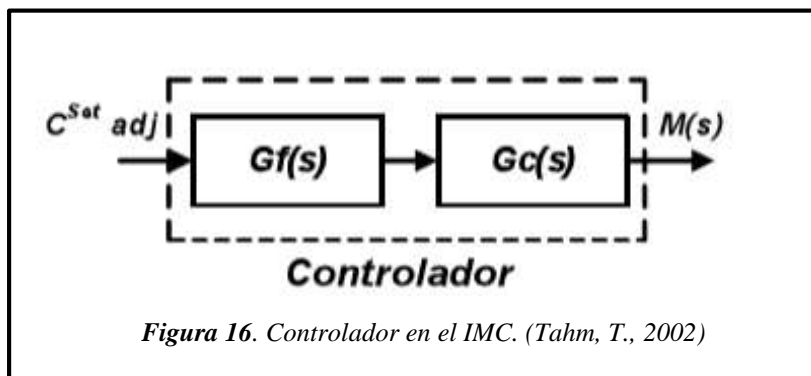 C^Set adj
Gf(s)
Gc(s)
M(s)
Controlador
Figura 16. Controlador en el IMC. (Tahm, T., 2002)